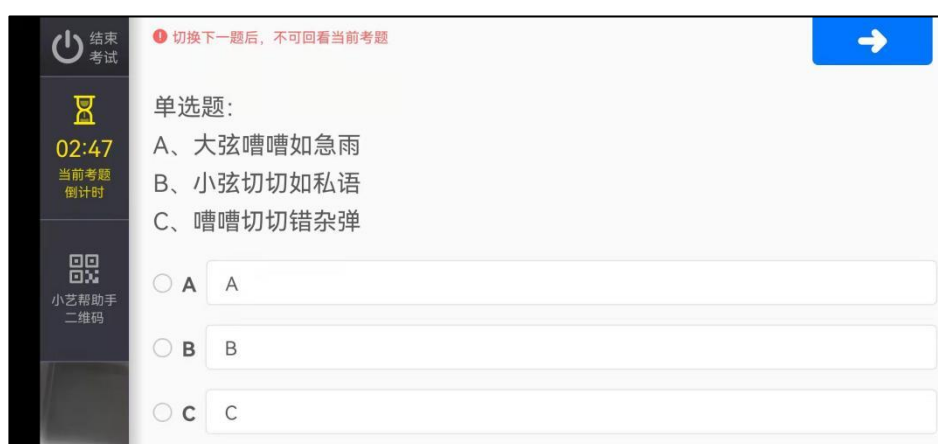 结束
考试
02:47
当前考题
倒计时
小艺帮助手
二维码
切换下一题后，不可回看当前考题
单选题：
A、大弦嘈嘈如急雨
B、小弦切切如私语
C、嘈嘈切切错杂弹
A A
B B
C C